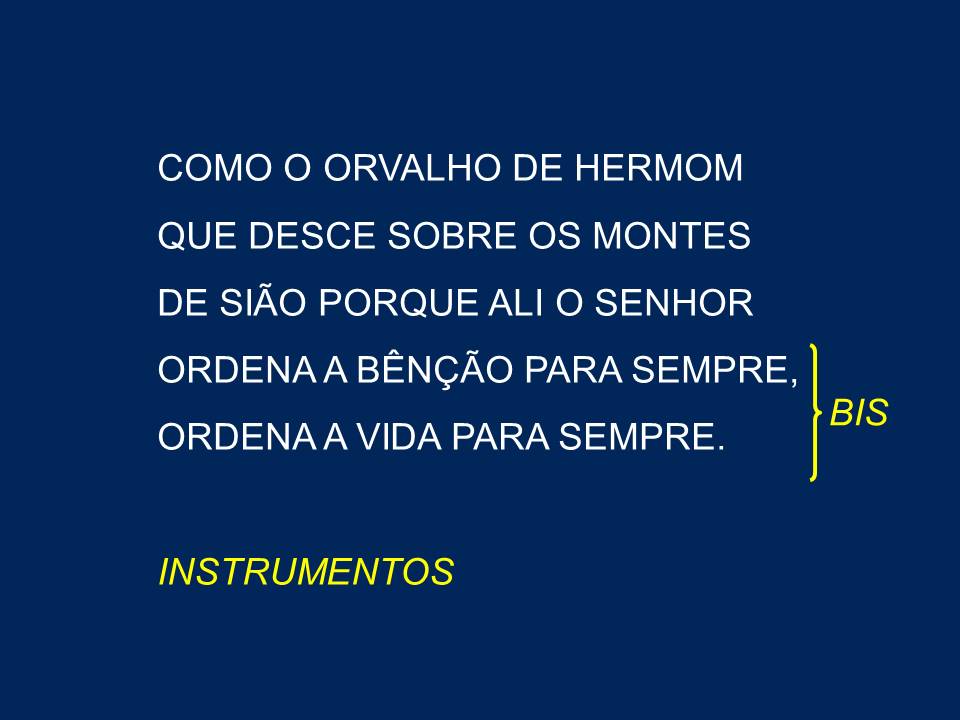 COMO O ORVALHO DE HERMOM
QUE DESCE SOBRE OS MONTES
DE SIÃO PORQUE ALI O SENHOR
ORDENA A BÊNÇÃO PARA SEMPRE,
BIS
ORDENA A VIDA PARA SEMPRE.
INSTRUMENTOS